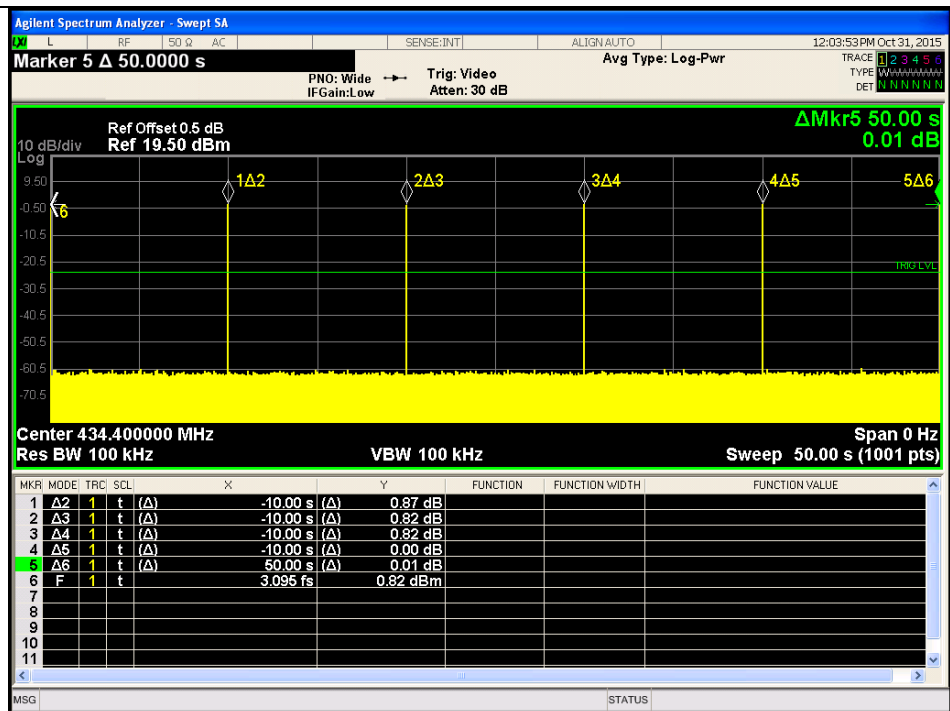 Agilent Spectrum Analyzer - Swept SA
LXI L RF 50 Ω AC SENSE:INT ALIGN AUTO 12:03:53 PM Oct 31, 2015
Marker 5 Δ 50.0000 s
PNO: Wide
IFGain:Low
Trig: Video
Atten: 30 dB
Avg Type: Log-Pwr
TRACE 1 2 3 4 5 6
TYPE
DET N N N N N N
ΔMkr5 50.00 s
0.01 dB
Ref Offset 0.5 dB
10 dB/div Ref 19.50 dBm
Log
9.50
-0.50
-10.5
-20.5
-30.5
-40.5
-50.5
-60.5
-70.5
6 1Δ2 2Δ3 3Δ4 4Δ5 5Δ6
TRIG LVL
Center 434.400000 MHz Span 0 Hz
Res BW 100 kHz VBW 100 kHz Sweep 50.00 s (1001 pts)
MKR MODE TRC SCL X Y FUNCTION FUNCTION WIDTH FUNCTION VALUE
1 Δ2 1 t (Δ) -10.00 s (Δ) 0.87 dB
2 Δ3 1 t (Δ) -10.00 s (Δ) 0.82 dB
3 Δ4 1 t (Δ) -10.00 s (Δ) 0.82 dB
4 Δ5 1 t (Δ) -10.00 s (Δ) 0.00 dB
5 Δ6 1 t (Δ) 50.00 s (Δ) 0.01 dB
6 F 1 t 3.095 fs 0.82 dBm
7
8
9
10
11
MSG STATUS